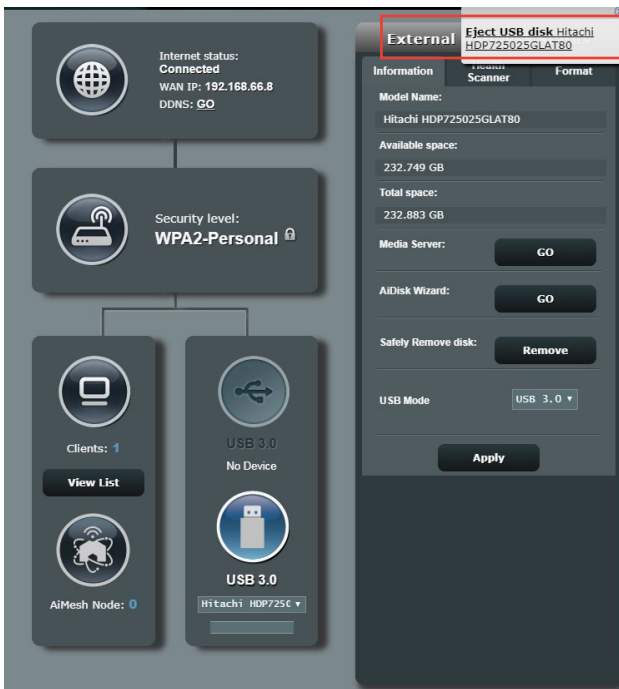 Internet status:
Connected
WAN IP: 192.168.66.8
DDNS: GO
Security level:
WPA2-Personal
Clients: 1
View List
AiMesh Node: 0
USB 3.0
No Device
USB 3.0
Hitachi HDP725
External
Eject USB disk Hitachi
HDP725025GLAT80
Information
Health
Scanner
Format
Model Name:
Hitachi HDP725025GLAT80
Available space:
232.749 GB
Total space:
232.883 GB
Media Server:
GO
AiDisk Wizard:
GO
Safely Remove disk:
Remove
USB Mode
USB 3.0
Apply